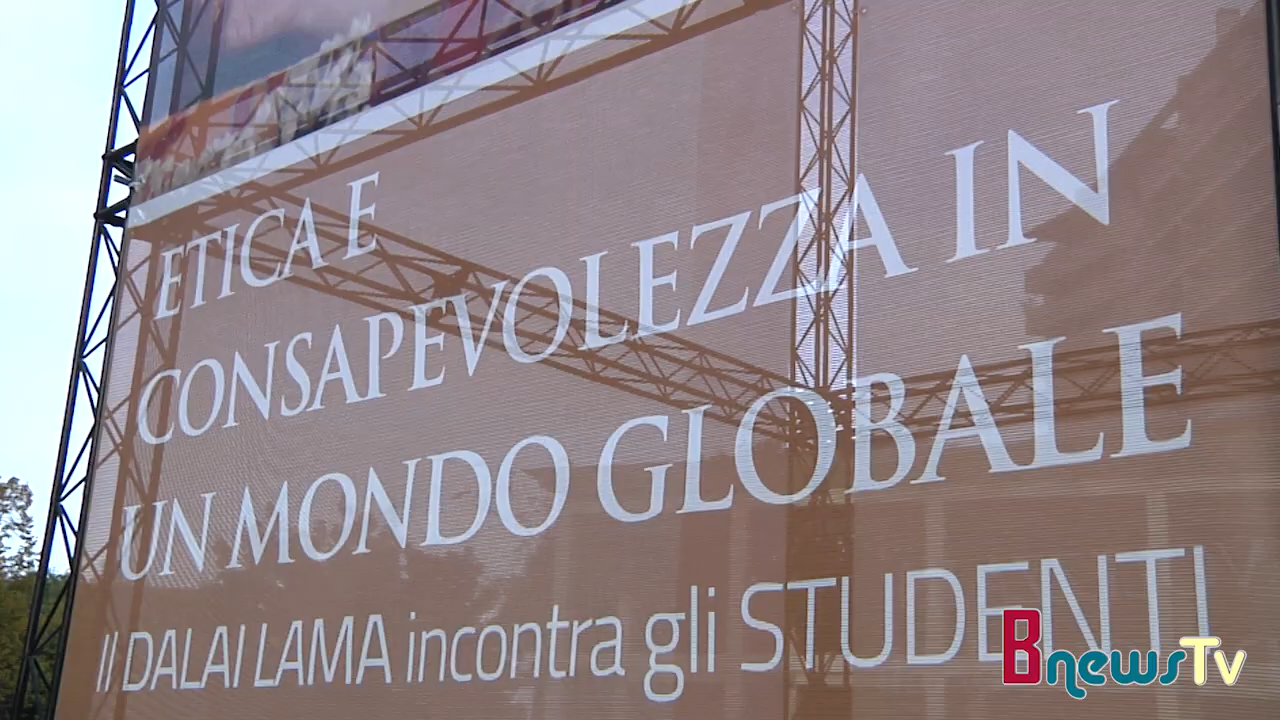 ETICA E
CONSAPEVOLEZZA IN
UN MONDO GLOBALE
Il DALAI LAMA incontra gli STUDENTI
BnewsTv